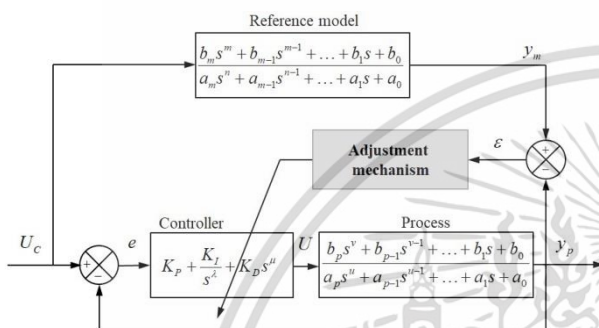 Reference model
b_m s^m + b_{m-1} s^{m-1} + ... + b_1 s + b_0
a_m s^n + a_{m-1} s^{n-1} + ... + a_1 s + a_0
y_m
Adjustment
mechanism
ε
+
−
Controller
Process
U_C
+
−
e
K_P + K_I/s^λ + K_D s^μ
U
b_p s^v + b_{p-1} s^{v-1} + ... + b_1 s + b_0
a_p s^u + a_{p-1} s^{u-1} + ... + a_1 s + a_0
y_p